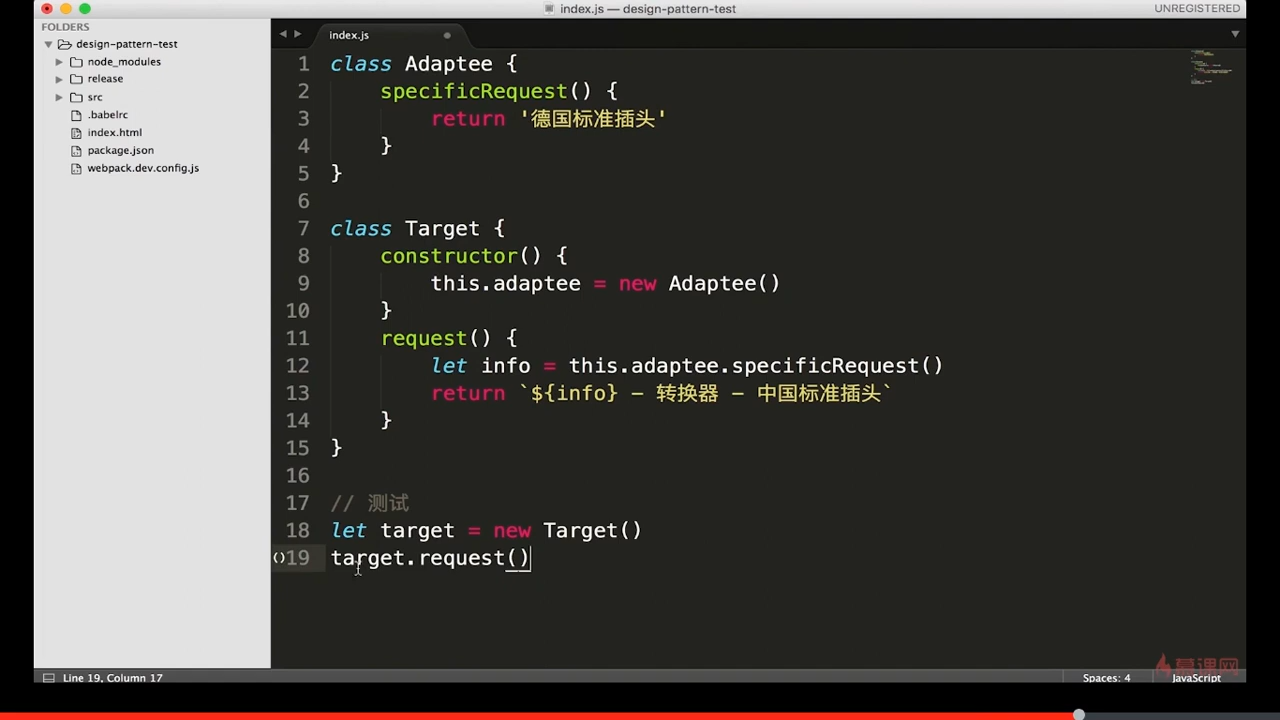 index.js — design-pattern-test
UNREGISTERED
FOLDERS
design-pattern-test
node_modules
release
src
.babelrc
index.html
package.json
webpack.dev.config.js
index.js
1 class Adaptee {
2 specificRequest() {
3 return '德国标准插头'
4 }
5 }
6
7 class Target {
8 constructor() {
9 this.adaptee = new Adaptee()
10 }
11 request() {
12 let info = this.adaptee.specificRequest()
13 return `${info} - 转换器 - 中国标准插头`
14 }
15 }
16
17 // 测试
18 let target = new Target()
()19 target.request()
慕课网
Line 19, Column 17
Spaces: 4
JavaScript